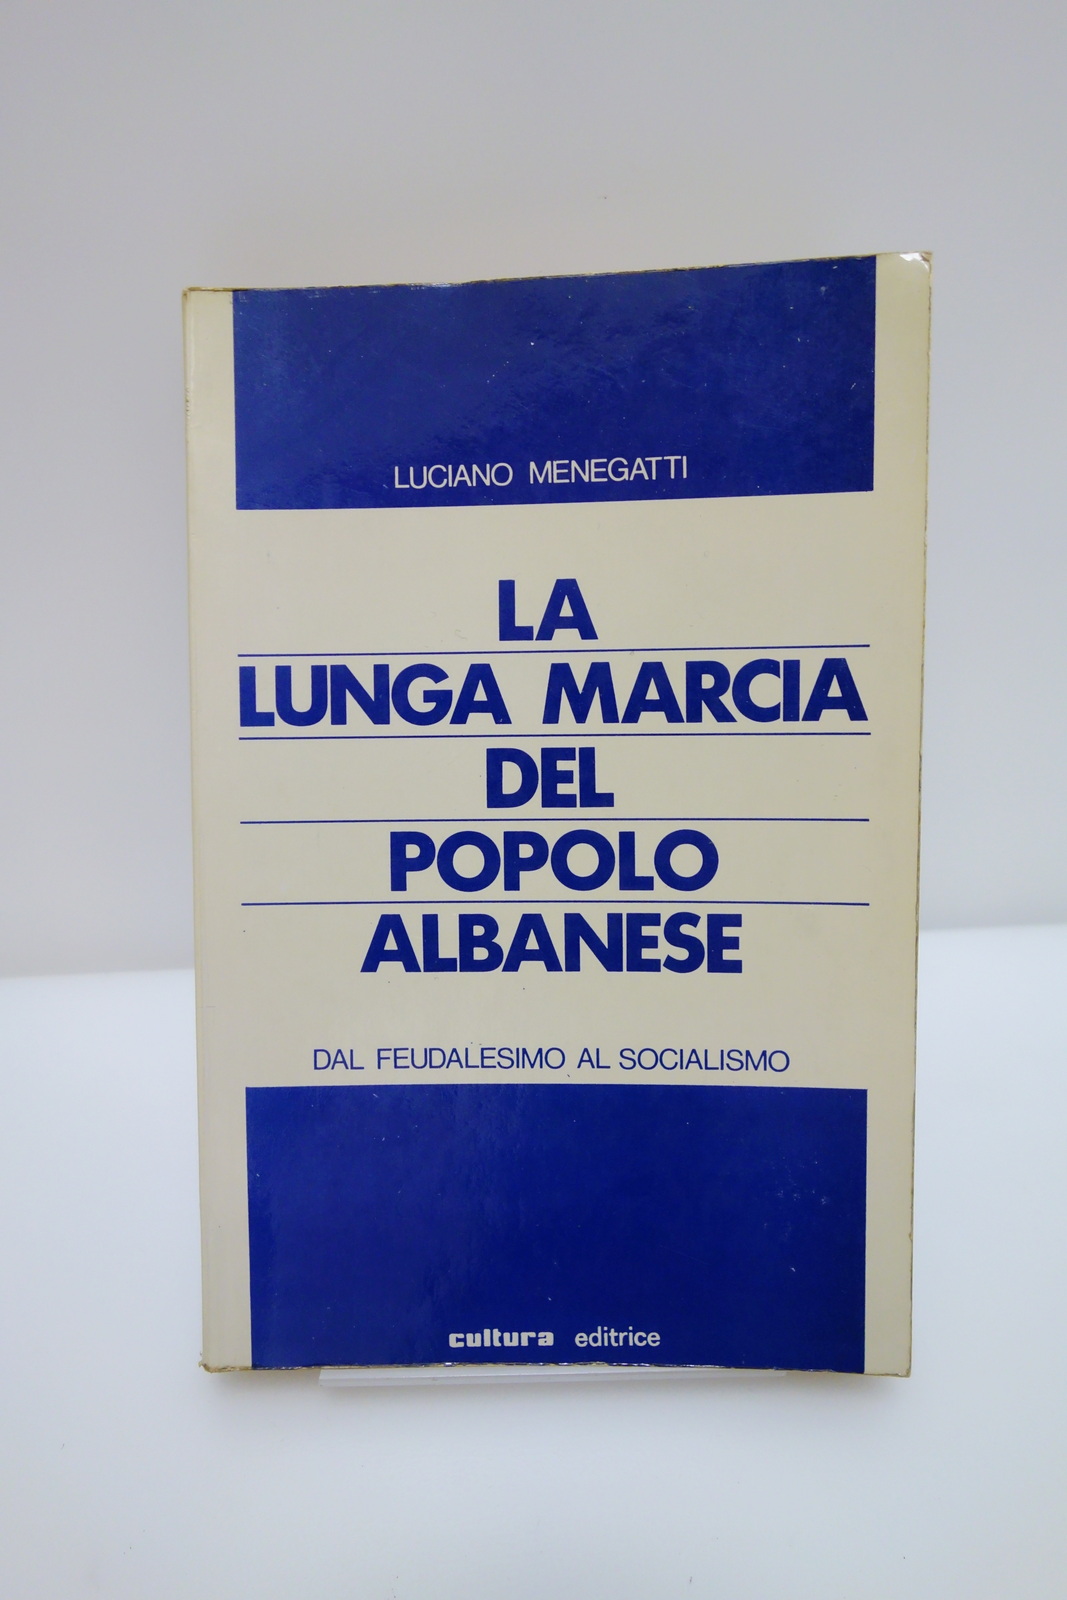 LUCIANO MENEGATTI
LA
LUNGA MARCIA
DEL
POPOLO
ALBANESE
DAL FEUDALESIMO AL SOCIALISMO
cultura editrice